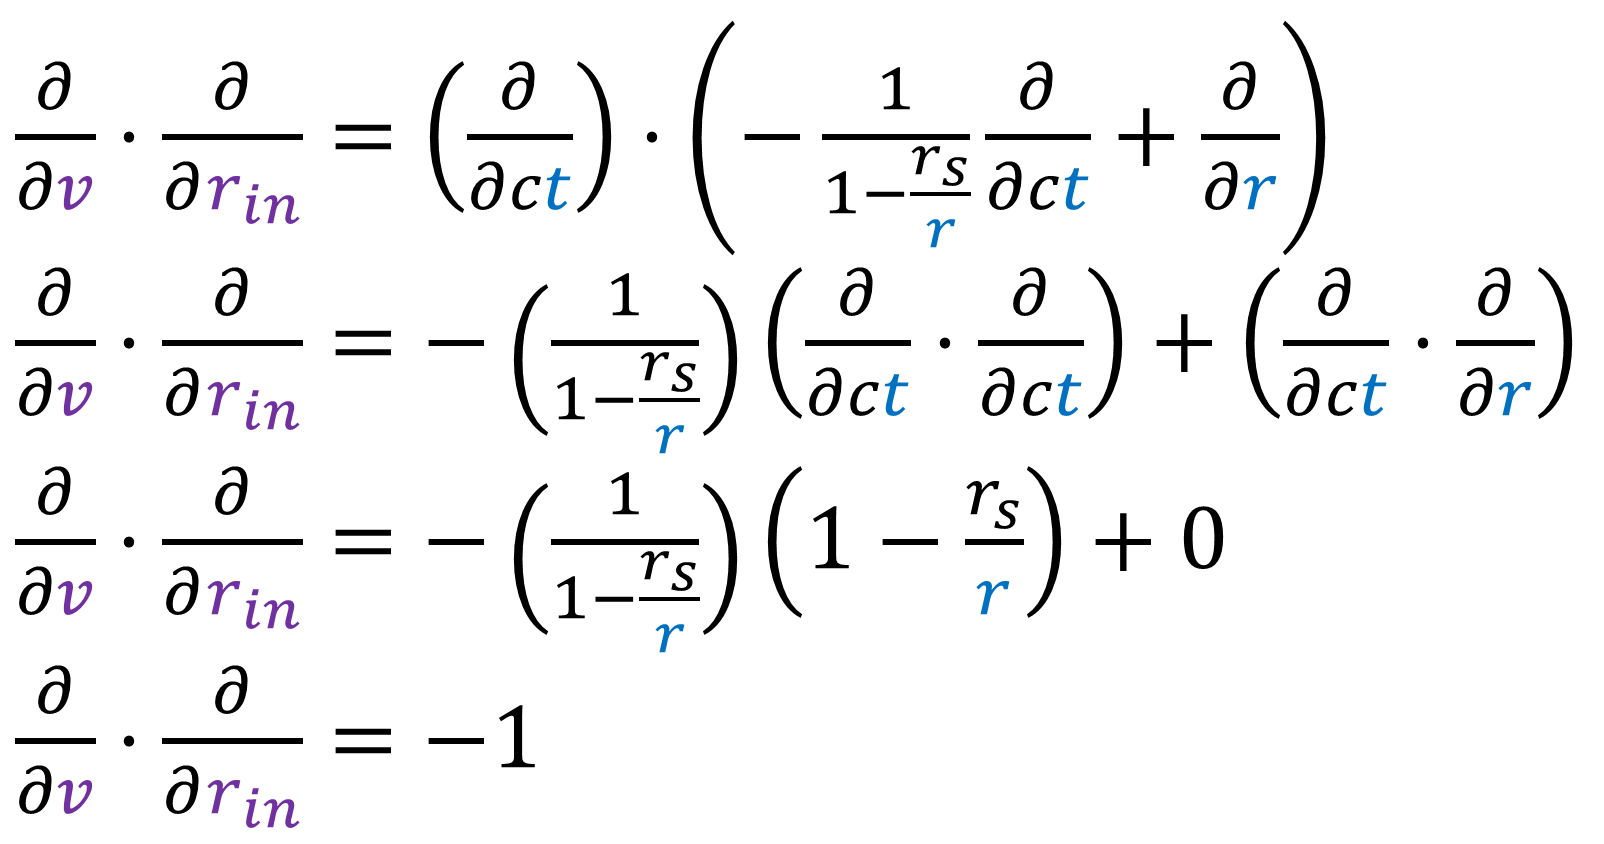 ∂/∂v · ∂/∂r_in = (∂/∂ct) · (− 1/(1−r_s/r) ∂/∂ct + ∂/∂r)
∂/∂v · ∂/∂r_in = − (1/(1−r_s/r)) (∂/∂ct · ∂/∂ct) + (∂/∂ct · ∂/∂r)
∂/∂v · ∂/∂r_in = − (1/(1−r_s/r)) (1 − r_s/r) + 0
∂/∂v · ∂/∂r_in = −1